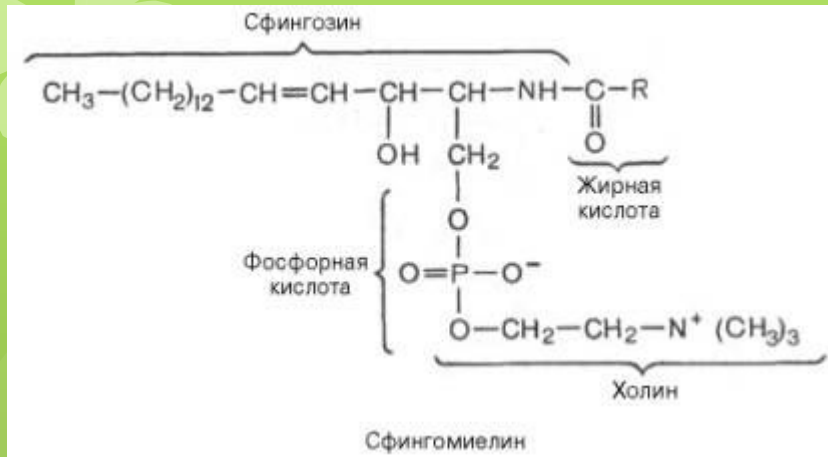 Сфингозин
CH₃–(CH₂)₁₂–CH=CH–CH–CH–NH–C–R
OH CH₂ O
Жирная
кислота
O
Фосфорная
кислота
O=P–O⁻
O–CH₂–CH₂–N⁺ (CH₃)₃
Холин
Сфингомиелин